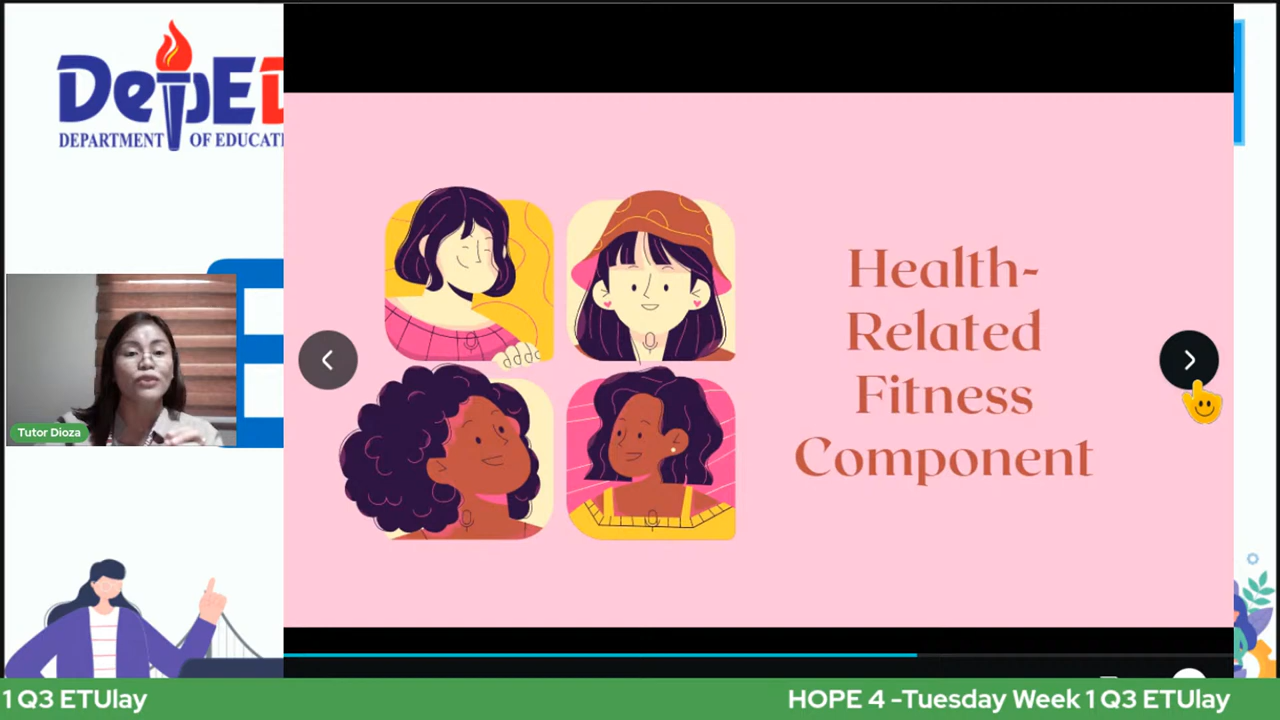 DepED
DEPARTMENT OF EDUCATI
Health-
Related
Fitness
Component
Tutor Dioza
1 Q3 ETUlay
HOPE 4 -Tuesday Week 1 Q3 ETUlay